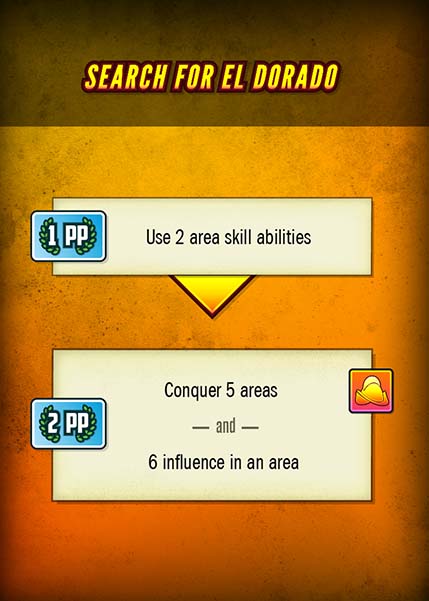 SEARCH FOR EL DORADO
1 PP
Use 2 area skill abilities
Conquer 5 areas
— and —
2 PP
6 influence in an area